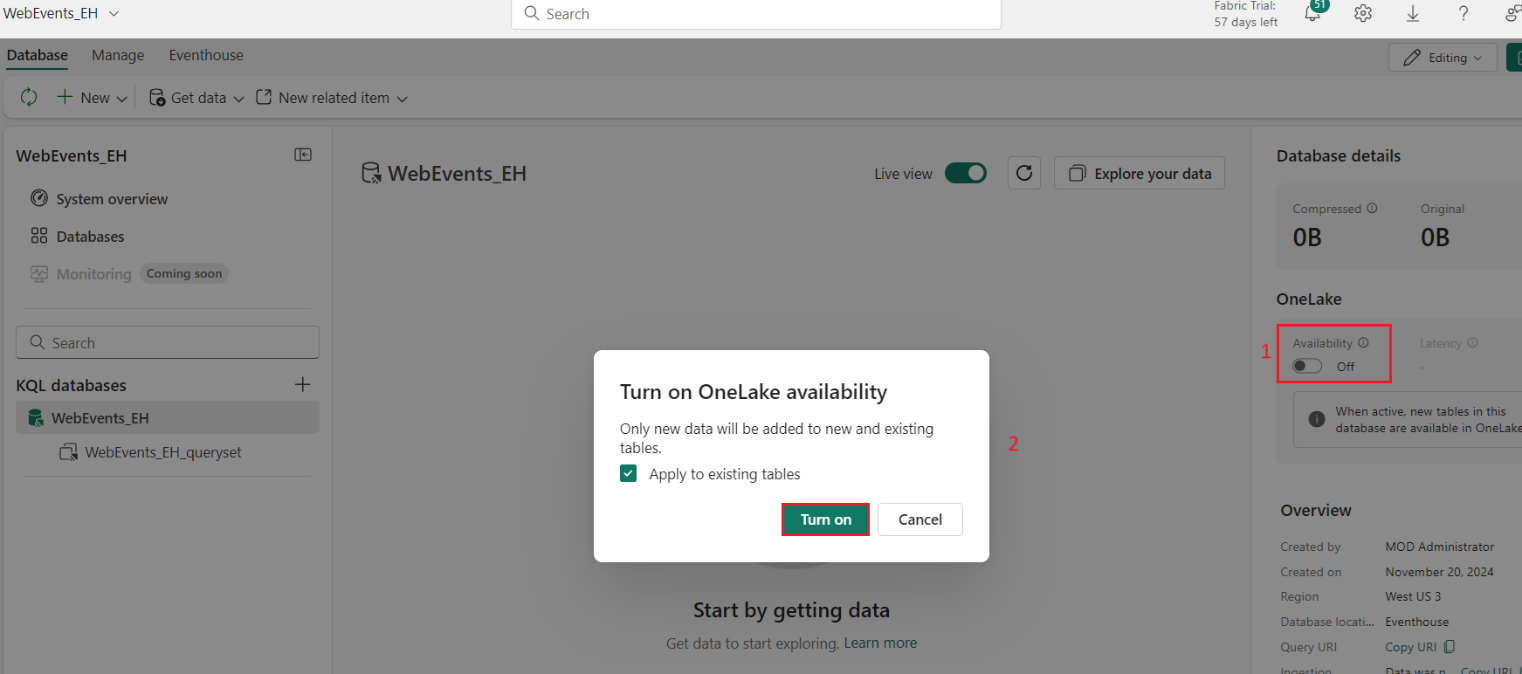 WebEvents_EH
Search
Fabric Trial:
57 days left
51
?
Database
Manage
Eventhouse
Editing
New
Get data
New related item
WebEvents_EH
System overview
Databases
Monitoring
Coming soon
Search
KQL databases
WebEvents_EH
WebEvents_EH_queryset
WebEvents_EH
Live view
Explore your data
Turn on OneLake availability
Only new data will be added to new and existing
tables.
Apply to existing tables
Turn on
Cancel
2
Start by getting data
Get data to start exploring. Learn more
Database details
Compressed
Original
0B
0B
OneLake
1
Availability
Latency
Off
-
When active, new tables in this
database are available in OneLake
Overview
Created by
MOD Administrator
Created on
November 20, 2024
Region
West US 3
Database locati...
Eventhouse
Query URI
Copy URI
Ingestion
Data was n...
Copy URI